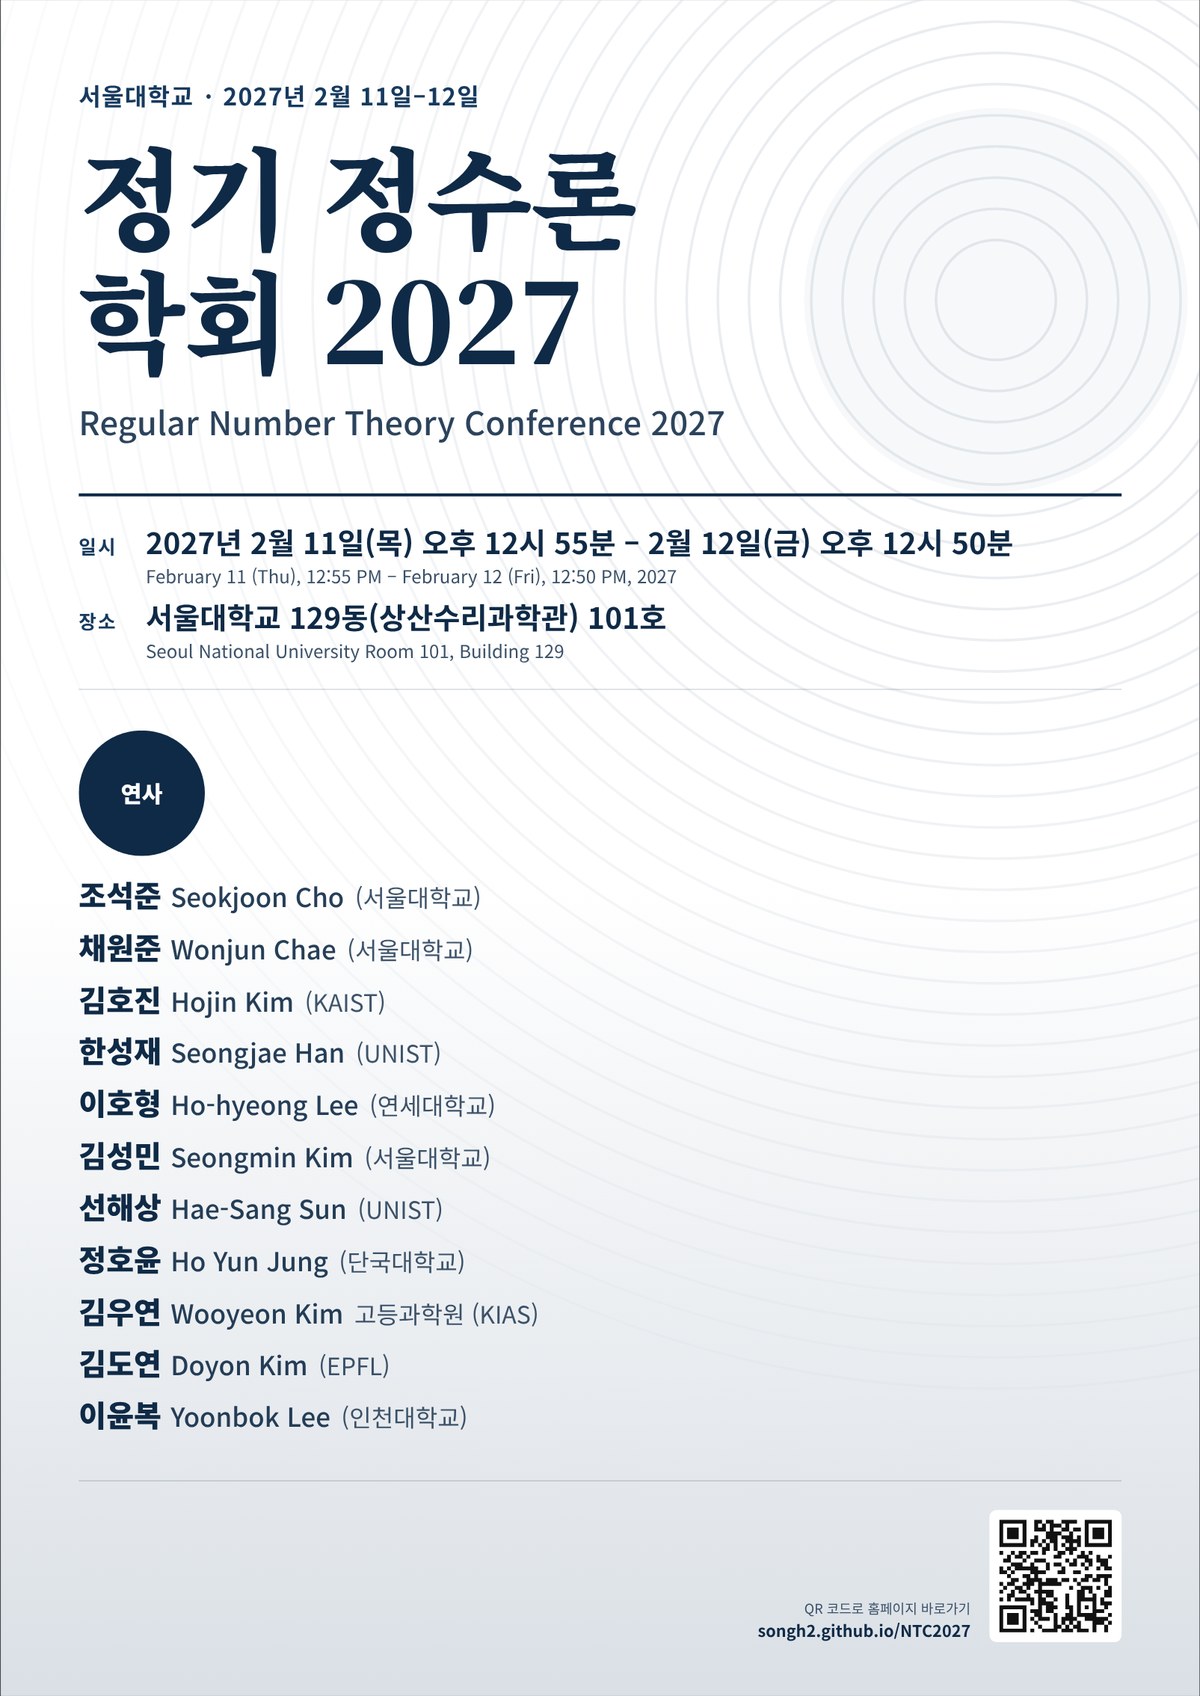 서울대학교 · 2027년 2월 11일–12일
정기 정수론
학회 2027
Regular Number Theory Conference 2027
일시 2027년 2월 11일(목) 오후 12시 55분 – 2월 12일(금) 오후 12시 50분
February 11 (Thu), 12:55 PM – February 12 (Fri), 12:50 PM, 2027
장소 서울대학교 129동(상산수리과학관) 101호
Seoul National University Room 101, Building 129
연사
조석준 Seokjoon Cho (서울대학교)
채원준 Wonjun Chae (서울대학교)
김호진 Hojin Kim (KAIST)
한성재 Seongjae Han (UNIST)
이호형 Ho-hyeong Lee (연세대학교)
김성민 Seongmin Kim (서울대학교)
선해상 Hae-Sang Sun (UNIST)
정호윤 Ho Yun Jung (단국대학교)
김우연 Wooyeon Kim 고등과학원 (KIAS)
김도연 Doyon Kim (EPFL)
이윤복 Yoonbok Lee (인천대학교)
QR 코드로 홈페이지 바로가기
songh2.github.io/NTC2027